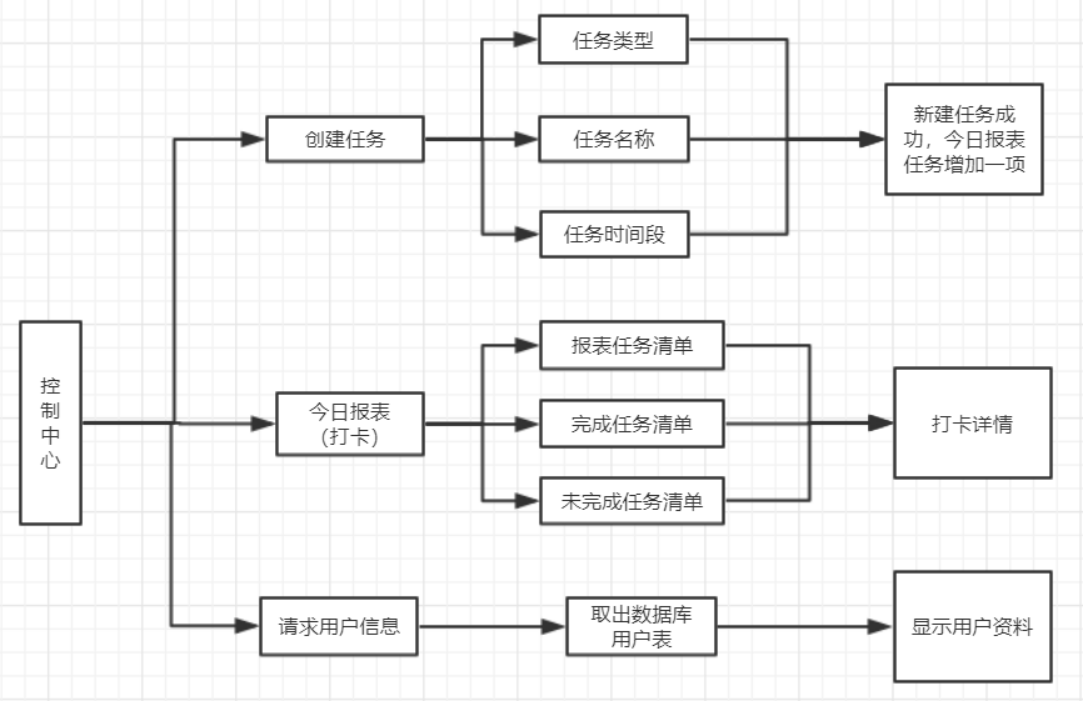 控
制
中
心
创建任务
任务类型
任务名称
任务时间段
新建任务成
功，今日报表
任务增加一项
今日报表
（打卡）
报表任务清单
完成任务清单
未完成任务清单
打卡详情
请求用户信息
取出数据库
用户表
显示用户资料